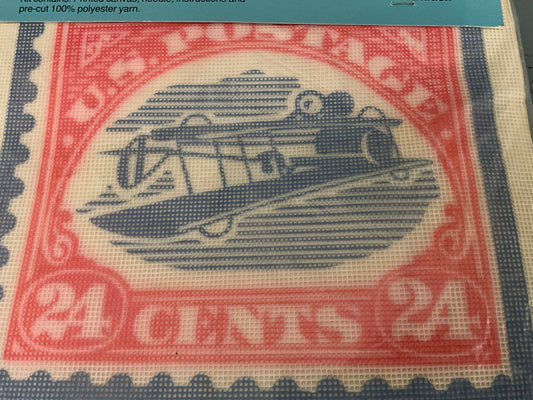 Kit contains: Printed canvas, needle, instructions and
pre-cut 100% polyester yarn.
U.S. POSTAGE
24 CENTS 24